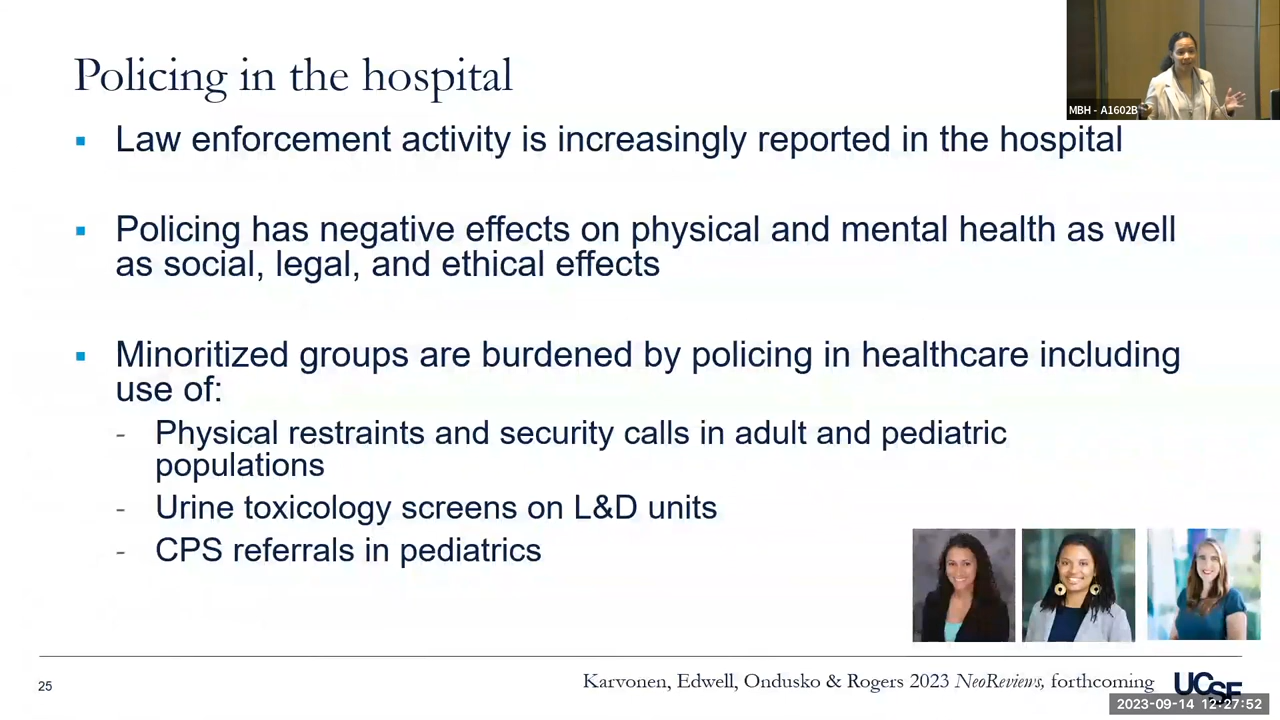 Policing in the hospital
MBH - A1602B
▪ Law enforcement activity is increasingly reported in the hospital
▪ Policing has negative effects on physical and mental health as well
as social, legal, and ethical effects
▪ Minoritized groups are burdened by policing in healthcare including
use of:
- Physical restraints and security calls in adult and pediatric
populations
- Urine toxicology screens on L&D units
- CPS referrals in pediatrics
25
Karvonen, Edwell, Ondusko & Rogers 2023 NeoReviews, forthcoming
UCSF
2023-09-14 12:27:52